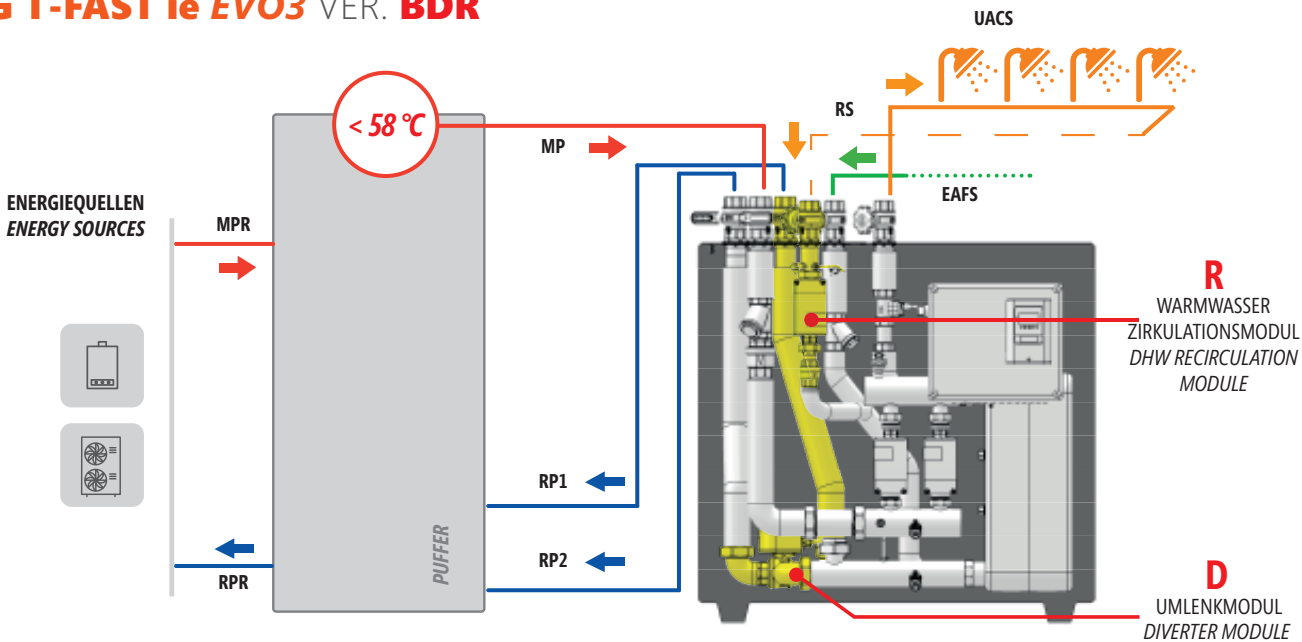 T-FAST ie EVO3 VER. BDR
UACS
< 58 °C
RS
MP
EAFS
ENERGIEQUELLEN
ENERGY SOURCES
MPR
R
WARMWASSER
ZIRKULATIONSMODUL
DHW RECIRCULATION
MODULE
RP1
PUFFER
RP2
RPR
D
UMLENKMODUL
DIVERTER MODULE